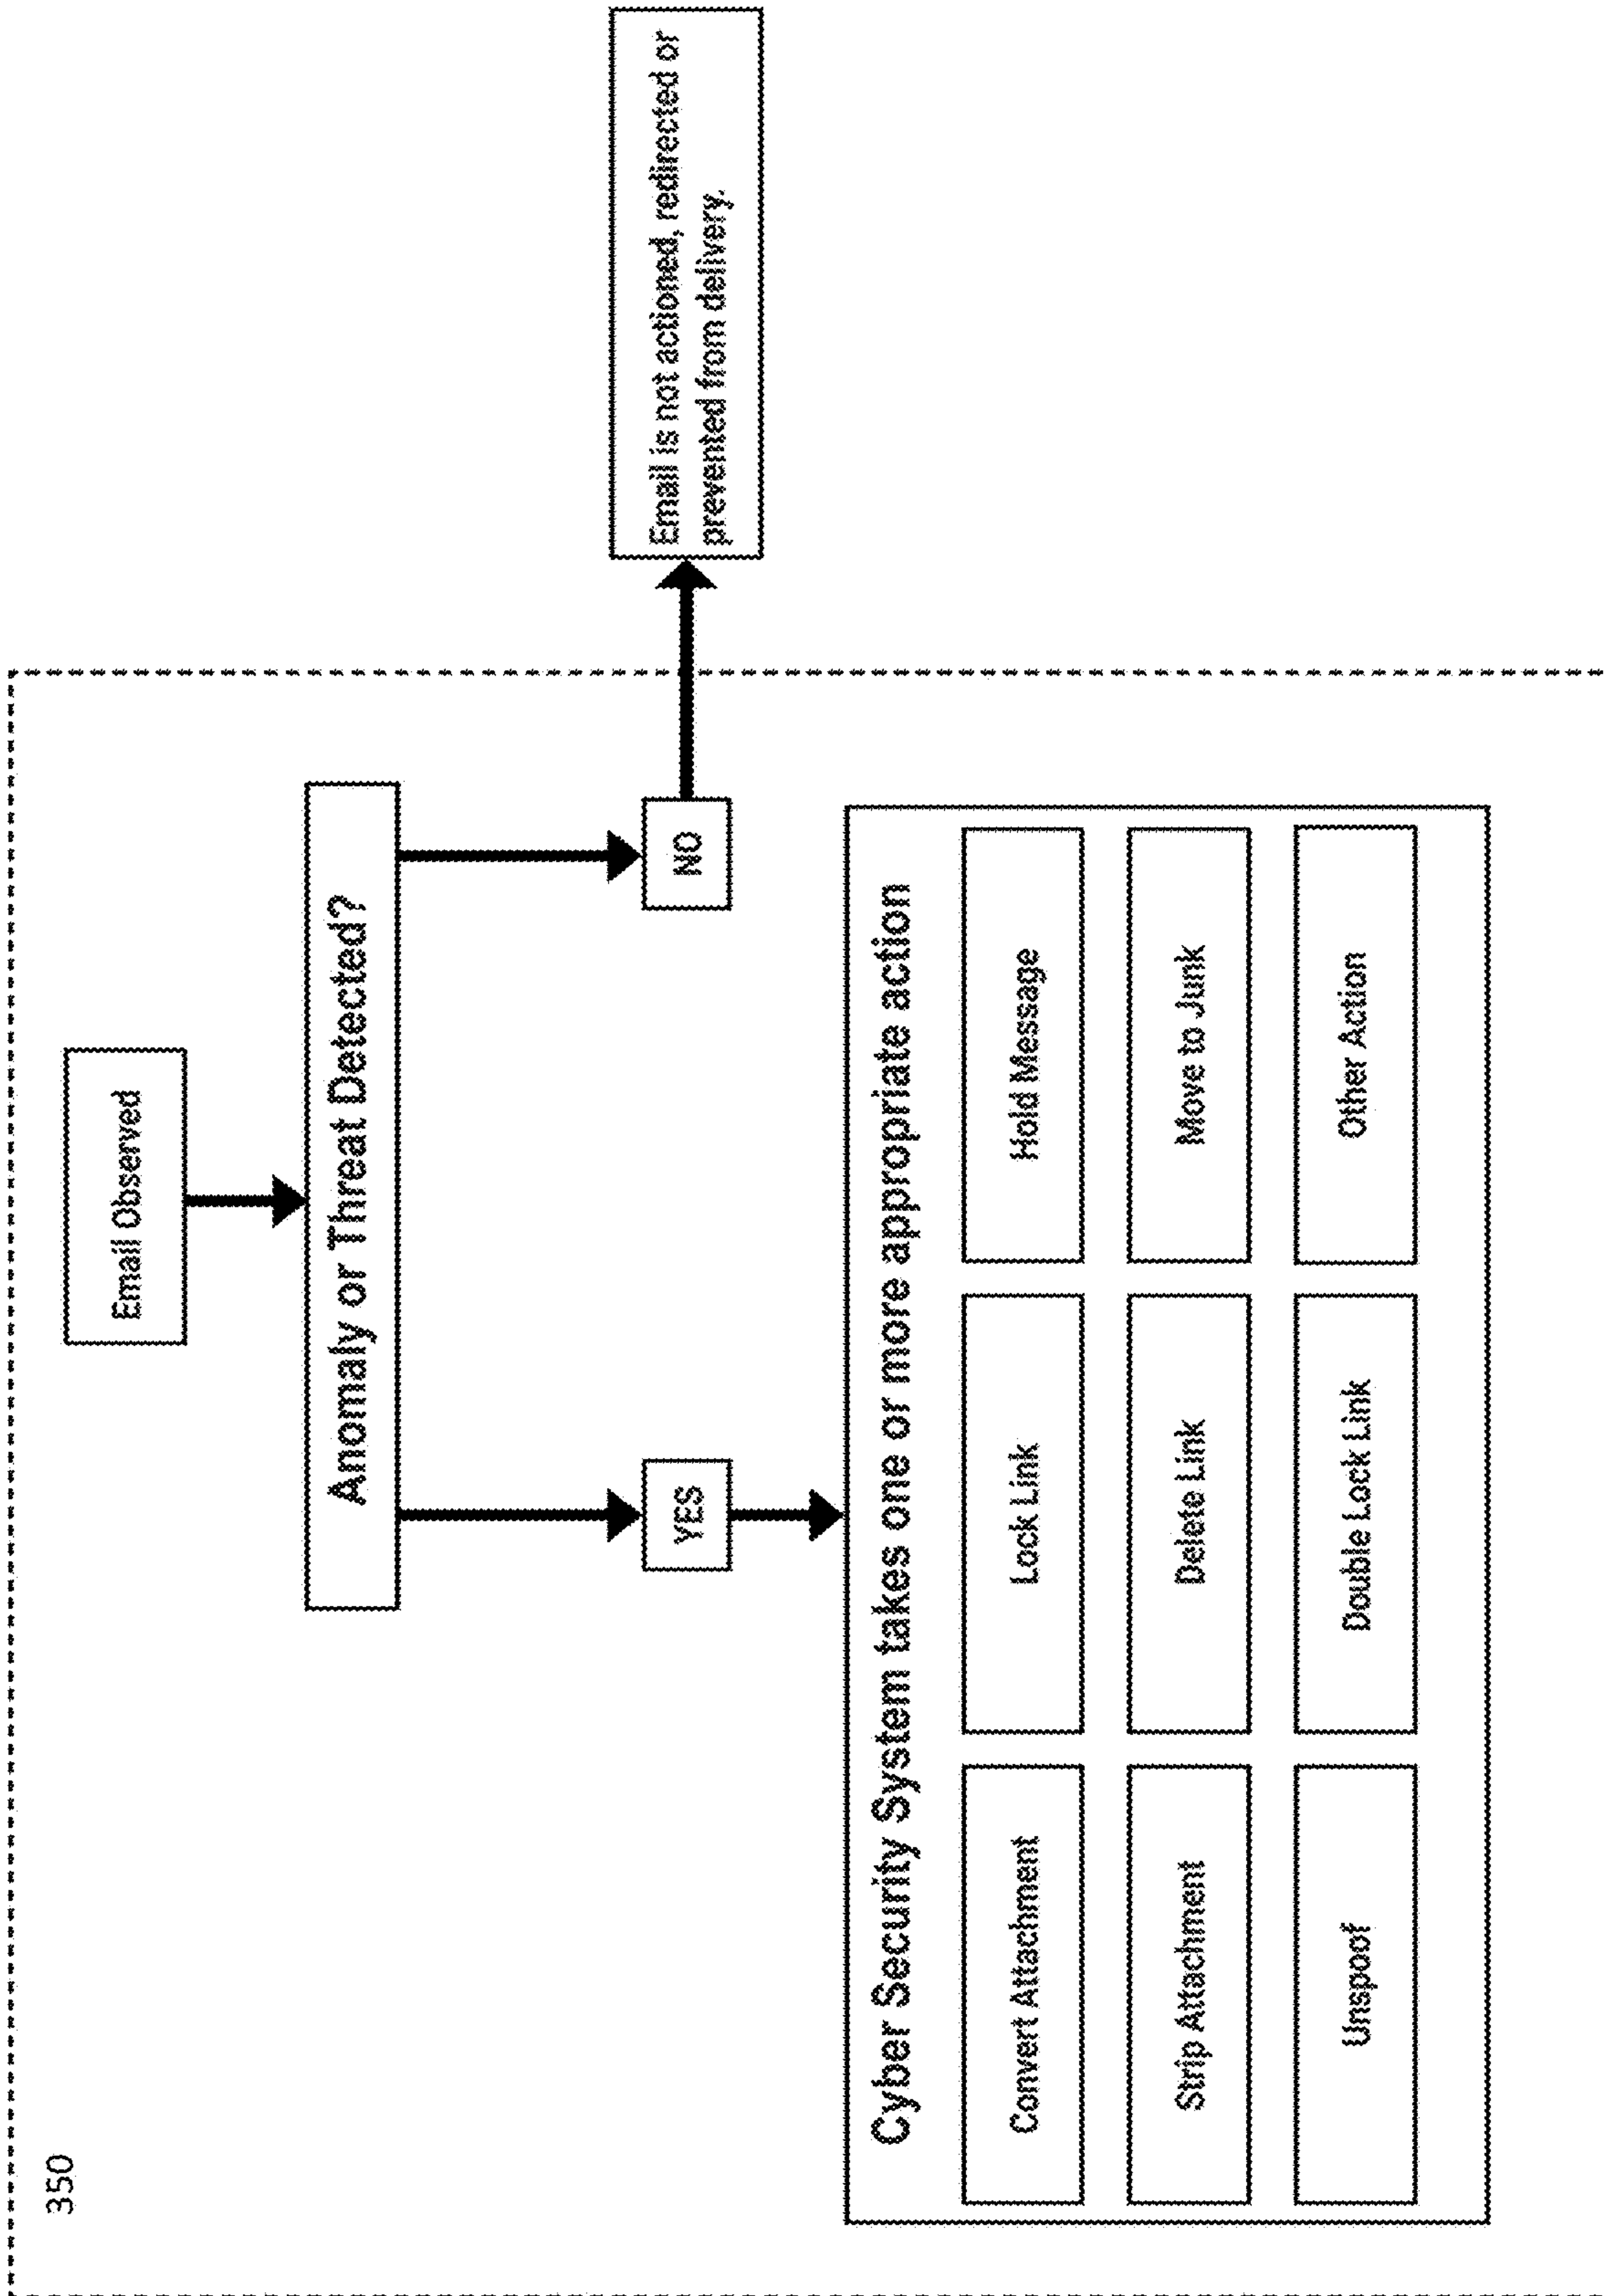 350
Email Observed
Anomaly or Threat Detected?
YES
NO
Email is not actioned, redirected or
prevented from delivery.
Cyber Security System takes one or more appropriate action
Convert Attachment
Lock Link
Hold Message
Strip Attachment
Delete Link
Move to Junk
Unspoof
Double Lock Link
Other Action